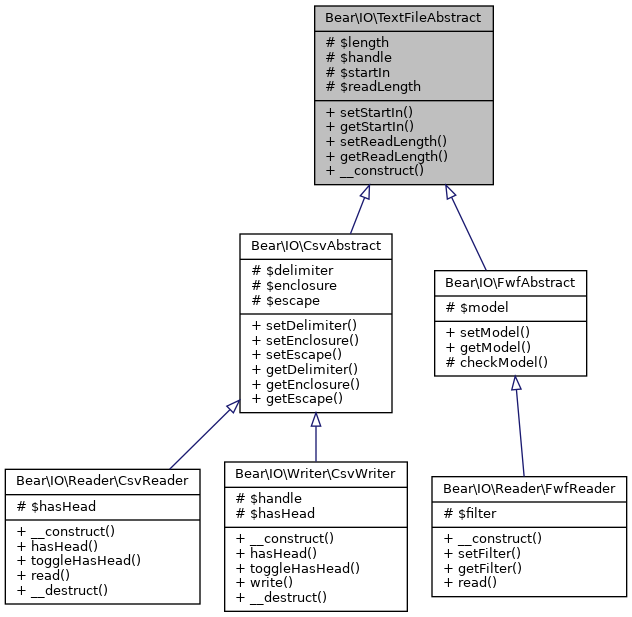 Bear\IO\TextFileAbstract
# $length
# $handle
# $startIn
# $readLength
+ setStartIn()
+ getStartIn()
+ setReadLength()
+ getReadLength()
+ __construct()
Bear\IO\CsvAbstract
# $delimiter
# $enclosure
# $escape
+ setDelimiter()
+ setEnclosure()
+ setEscape()
+ getDelimiter()
+ getEnclosure()
+ getEscape()
Bear\IO\FwfAbstract
# $model
+ setModel()
+ getModel()
# checkModel()
Bear\IO\Reader\CsvReader
# $hasHead
+ __construct()
+ hasHead()
+ toggleHasHead()
+ read()
+ __destruct()
Bear\IO\Writer\CsvWriter
# $handle
# $hasHead
+ __construct()
+ hasHead()
+ toggleHasHead()
+ write()
+ __destruct()
Bear\IO\Reader\FwfReader
# $filter
+ __construct()
+ setFilter()
+ getFilter()
+ read()